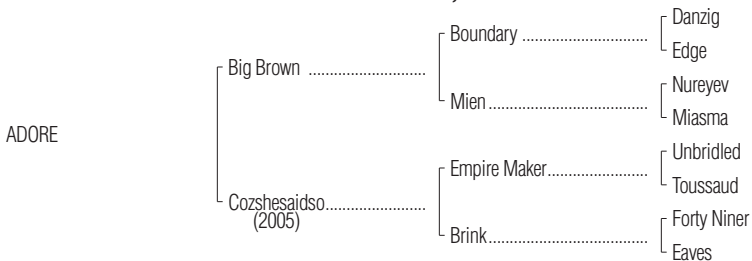 Danzig
Boundary ............................
Edge
Big Brown ..........................
Nureyev
Mien ....................................
Miasma
ADORE
Unbridled
Empire Maker ......................
Toussaud
Cozshesaidso ......................
(2005)
Forty Niner
Brink ....................................
Eaves